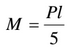 M = Pl/5